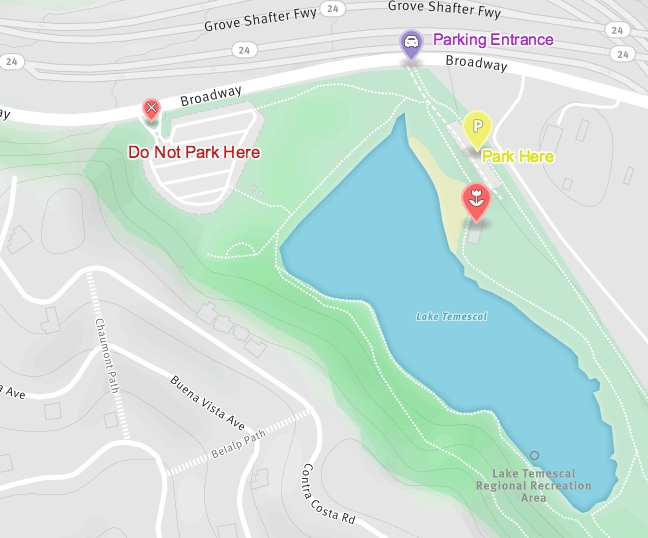 Grove Shafter Fwy
24
Grove Shafter Fwy
24
24
24
24
Parking Entrance
Broadway
Broadway
ay
P
Park Here
Do Not Park Here
Lake Temescal
Chaumont Path
Buena Vista Ave
a Ave
Belalp Path
Contra Costa Rd
Lake Temescal
Regional Recreation
Area